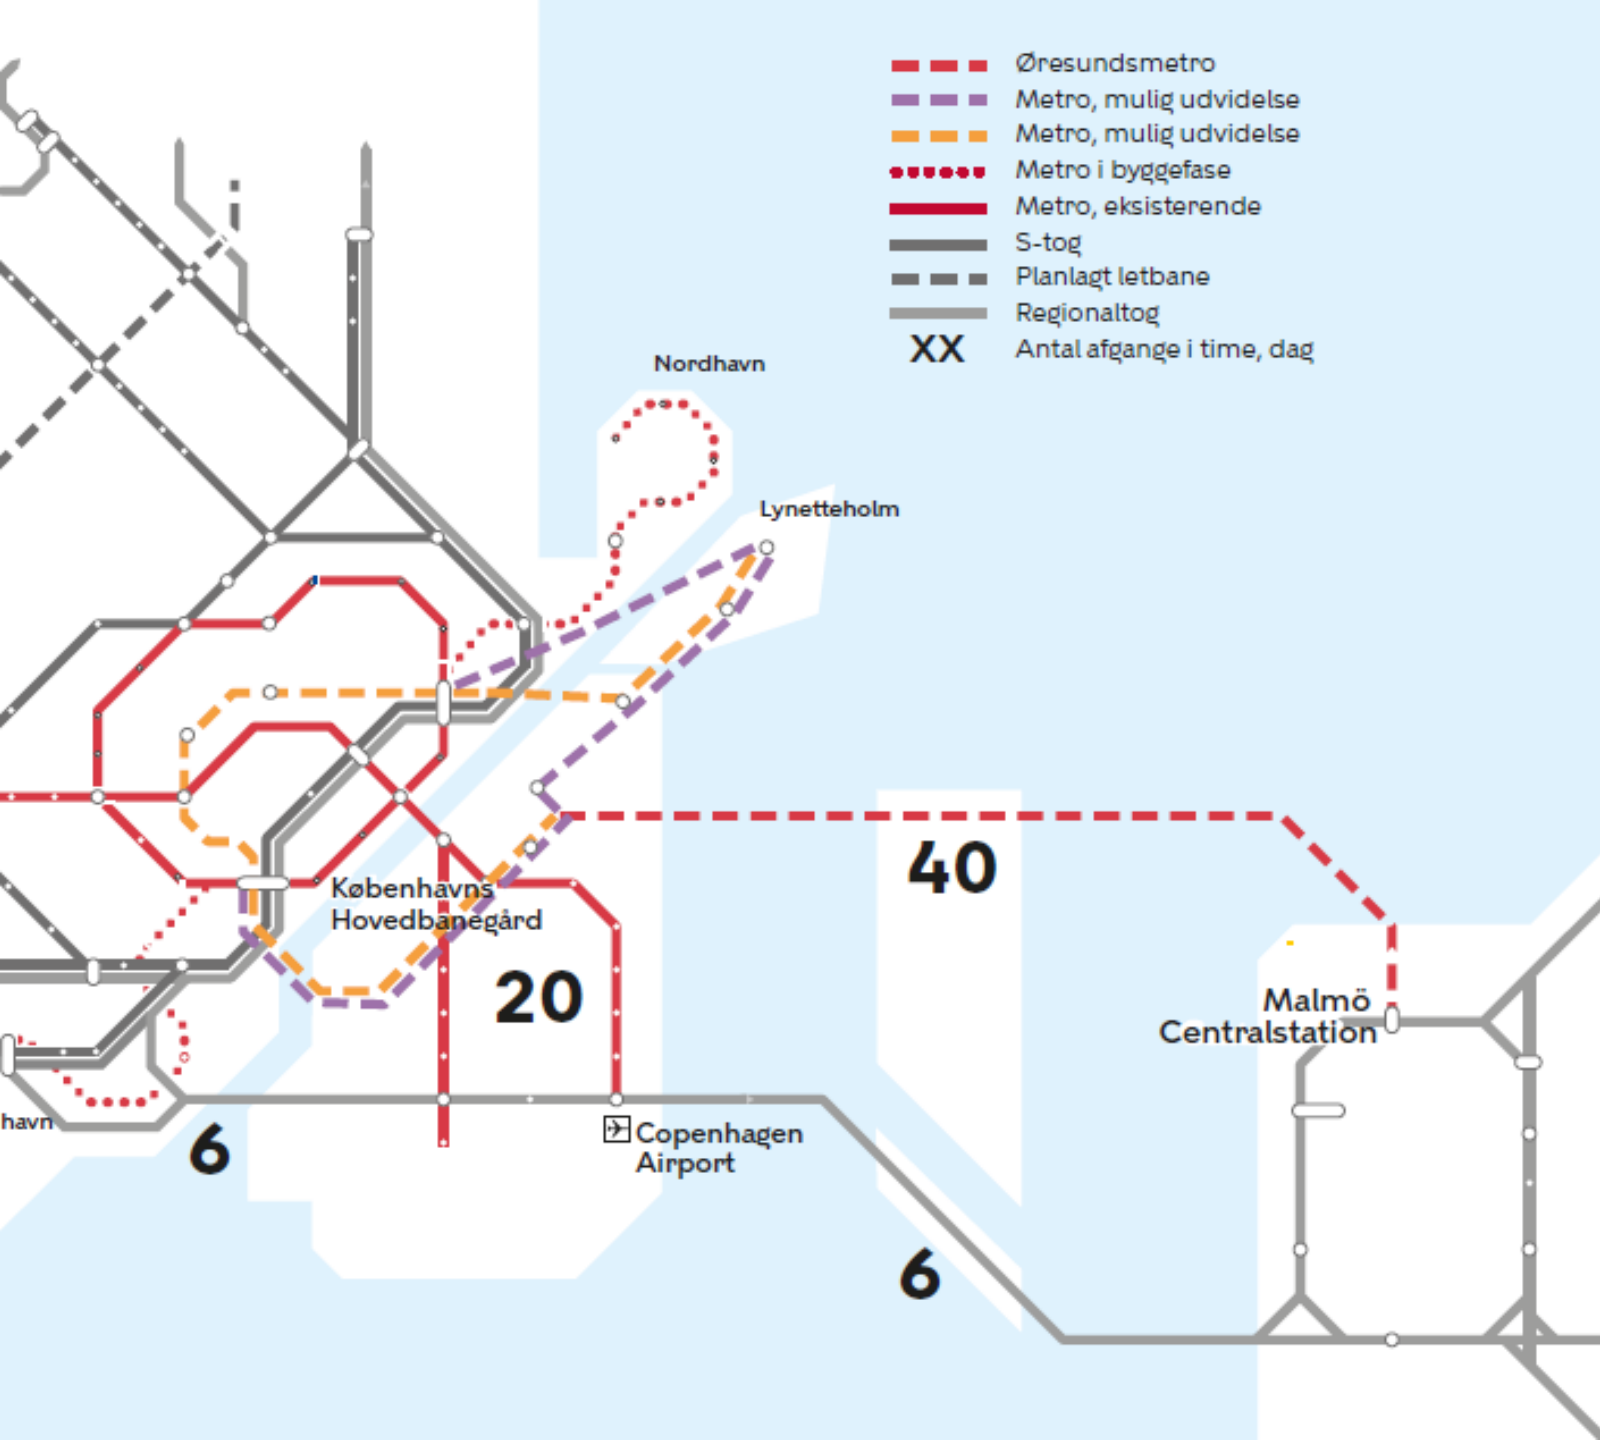 Øresundsmetro
Metro, mulig udvidelse
Metro, mulig udvidelse
Metro i byggefase
Metro, eksisterende
S-tog
Planlagt letbane
Regionaltog
XX Antal afgange i time, dag
Nordhavn
Lynetteholm
40
Københavns
Hovedbanegård
20
Malmö
Centralstation
havn
6
Copenhagen
Airport
6